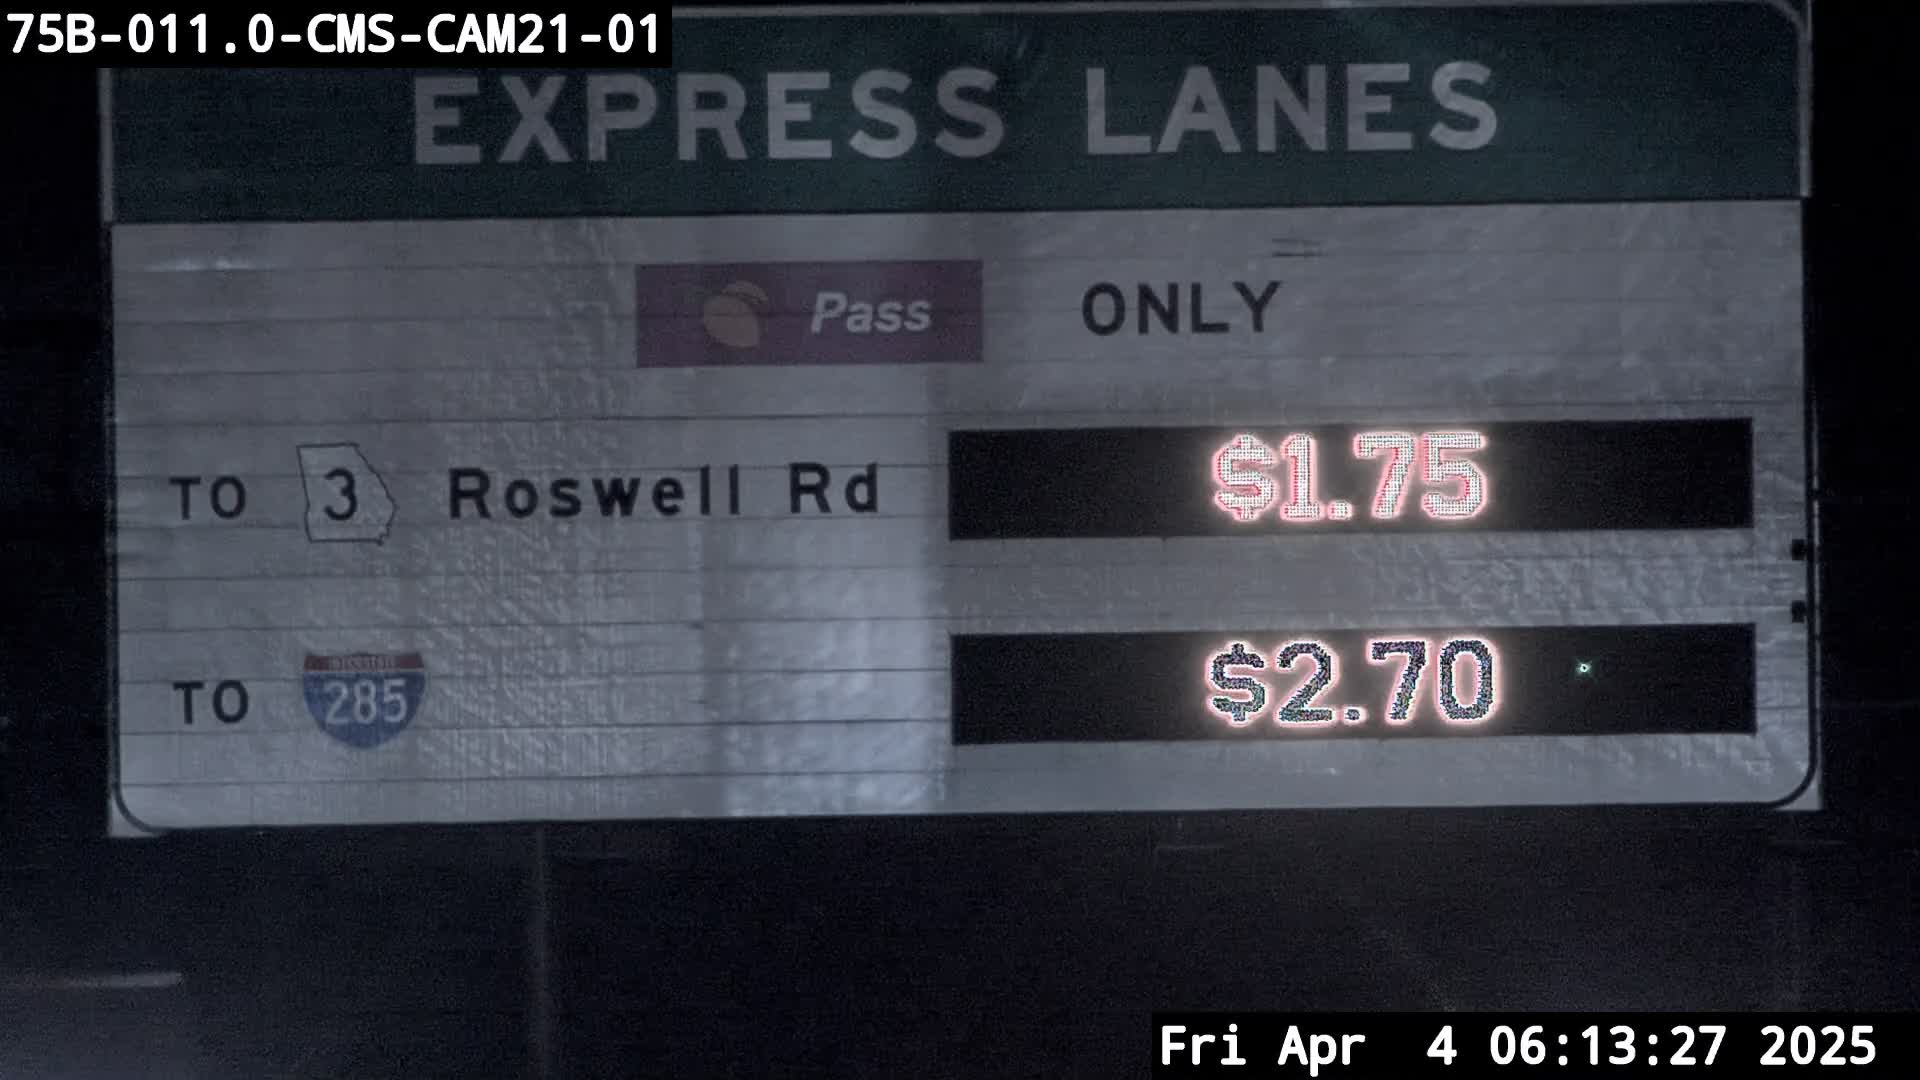 75B-011.0-CMS-CAM21-01
EXPRESS LANES
Pass ONLY
TO 3 Roswell Rd $1.75
TO INTERSTATE 285 $2.70
Fri Apr 4 06:13:27 2025